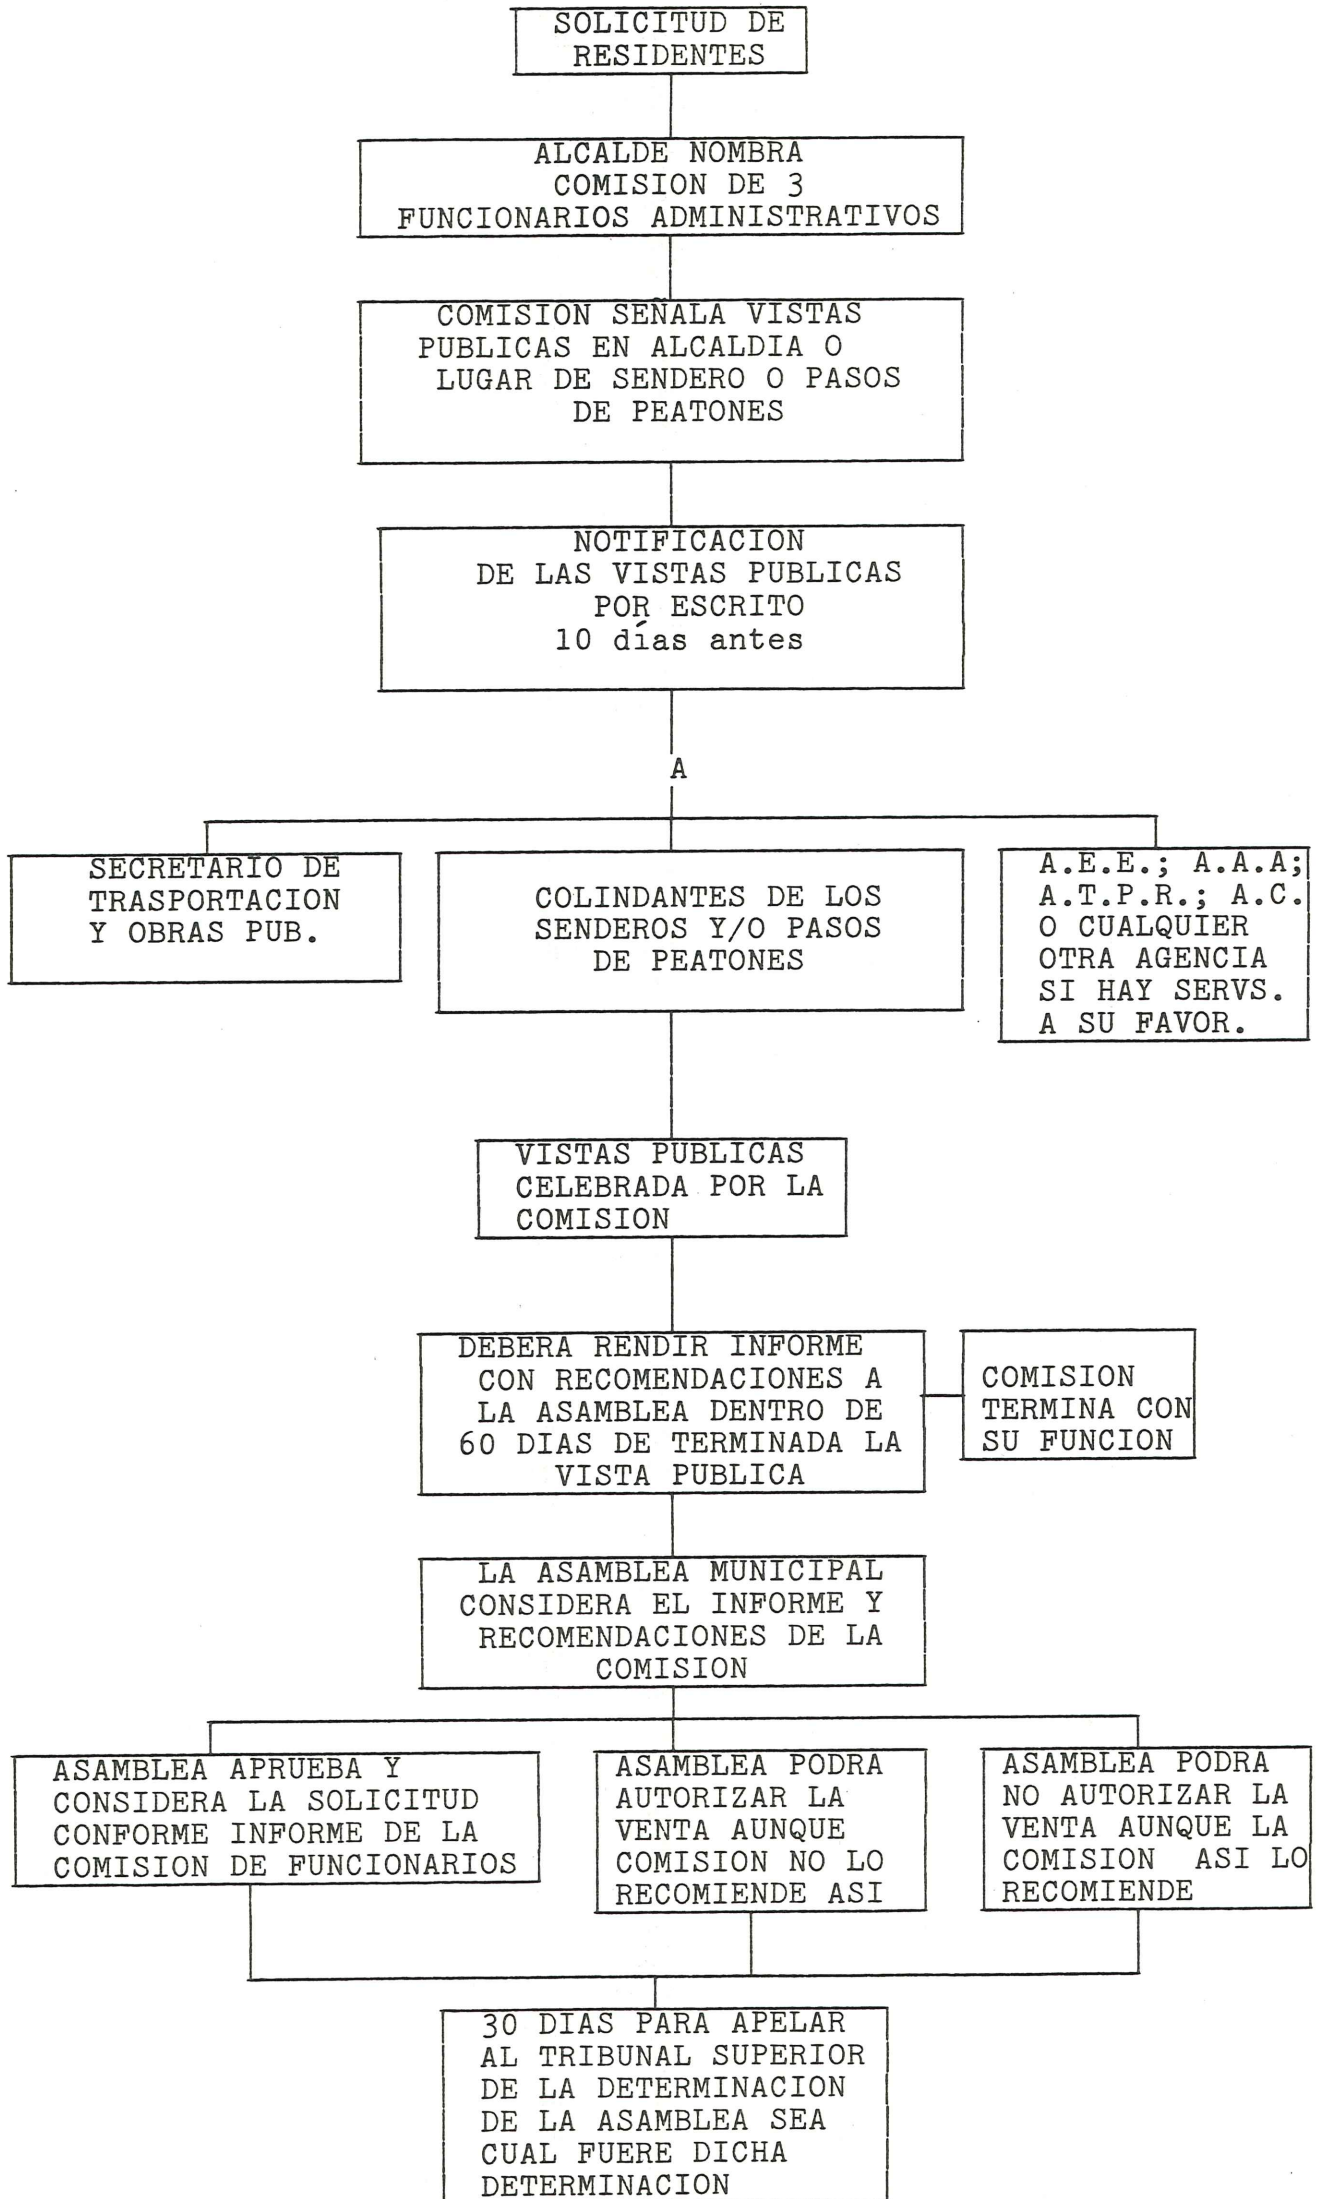 SOLICITUD DE
RESIDENTES
ALCALDE NOMBRA
COMISION DE 3
FUNCIONARIOS ADMINISTRATIVOS
COMISION SEÑALA VISTAS
PUBLICAS EN ALCALDIA O
LUGAR DE SENDERO O PASOS
DE PEATONES
NOTIFICACION
DE LAS VISTAS PUBLICAS
POR ESCRITO
10 días antes
A
SECRETARIO DE
TRASPORTACION
Y OBRAS PUB.
COLINDANTES DE LOS
SENDEROS Y/O PASOS
DE PEATONES
A.E.E.; A.A.A;
A.T.P.R.; A.C.
O CUALQUIER
OTRA AGENCIA
SI HAY SERVS.
A SU FAVOR.
VISTAS PUBLICAS
CELEBRADA POR LA
COMISION
DEBERA RENDIR INFORME
CON RECOMENDACIONES A
LA ASAMBLEA DENTRO DE
60 DIAS DE TERMINADA LA
VISTA PUBLICA
COMISION
TERMINA CON
SU FUNCION
LA ASAMBLEA MUNICIPAL
CONSIDERA EL INFORME Y
RECOMENDACIONES DE LA
COMISION
ASAMBLEA APRUEBA Y
CONSIDERA LA SOLICITUD
CONFORME INFORME DE LA
COMISION DE FUNCIONARIOS
ASAMBLEA PODRA
AUTORIZAR LA
VENTA AUNQUE
COMISION NO LO
RECOMIENDE ASI
ASAMBLEA PODRA
NO AUTORIZAR LA
VENTA AUNQUE LA
COMISION ASI LO
RECOMIENDE
30 DIAS PARA APELAR
AL TRIBUNAL SUPERIOR
DE LA DETERMINACION
DE LA ASAMBLEA SEA
CUAL FUERE DICHA
DETERMINACION